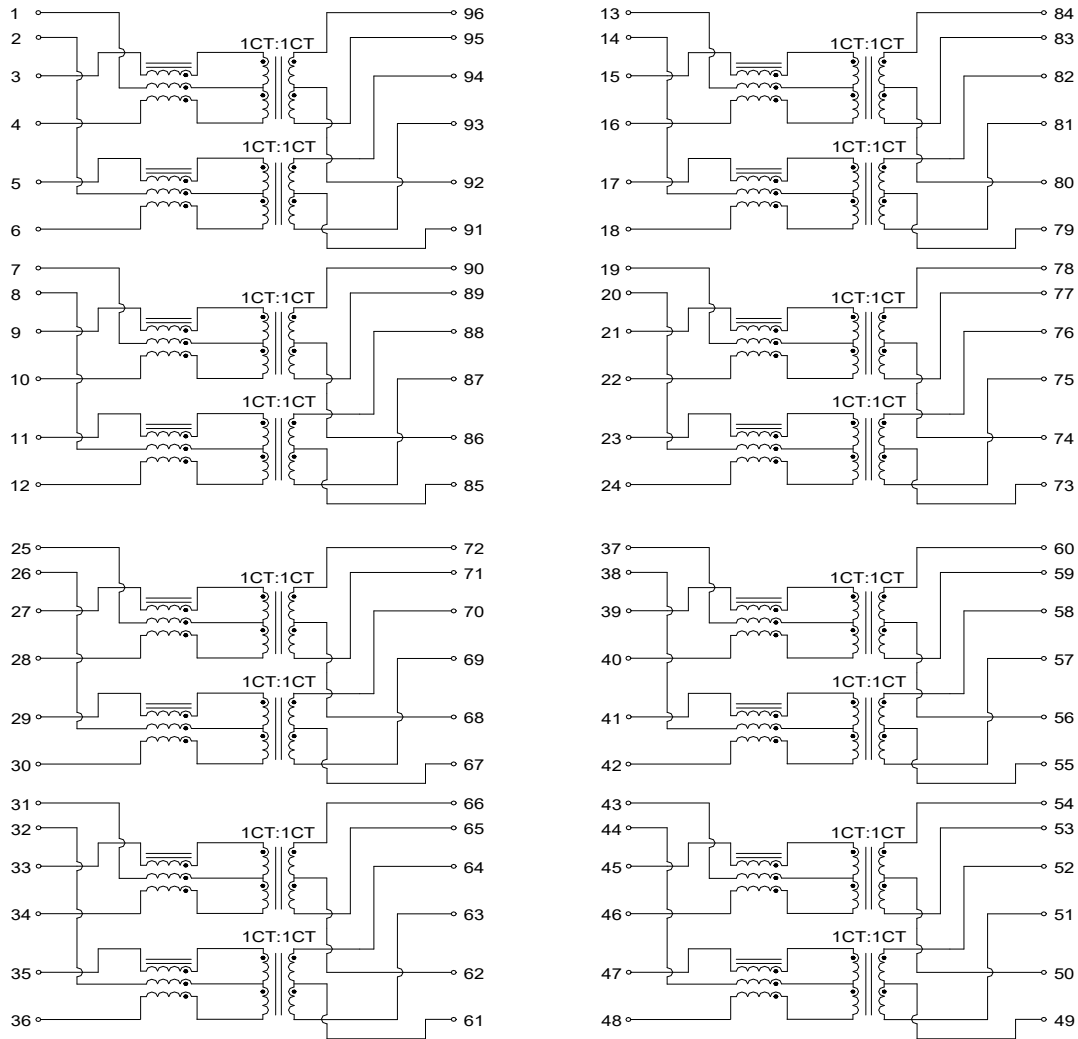 1 96 13 84
1CT:1CT 1CT:1CT
2 95 14 83
3 94 15 82
4 93 16 81
1CT:1CT 1CT:1CT
5 92 17 80
6 91 18 79
7 90 19 78
8 1CT:1CT 89 20 1CT:1CT 77
9 88 21 76
10 87 22 75
1CT:1CT 1CT:1CT
11 86 23 74
12 85 24 73
25 72 37 60
26 1CT:1CT 71 38 1CT:1CT 59
27 70 39 58
28 69 40 57
1CT:1CT 1CT:1CT
29 68 41 56
30 67 42 55
31 66 43 54
32 1CT:1CT 65 44 1CT:1CT 53
33 64 45 52
34 63 46 51
1CT:1CT 1CT:1CT
35 62 47 50
36 61 48 49